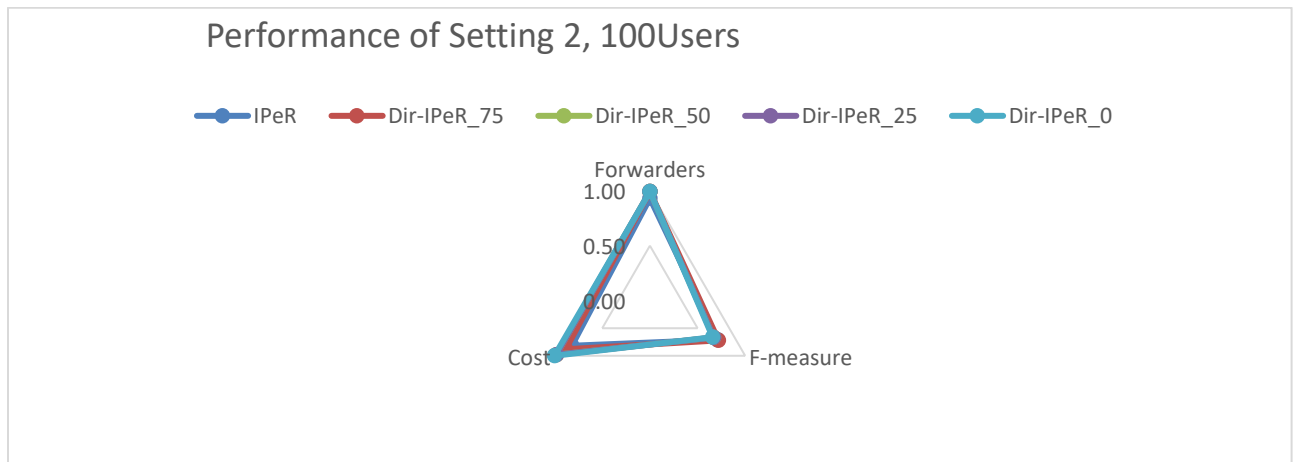 Performance of Setting 2, 100Users
IPeR Dir-IPeR_75 Dir-IPeR_50 Dir-IPeR_25 Dir-IPeR_0
Forwarders
1.00
0.50
0.00
Cost F-measure